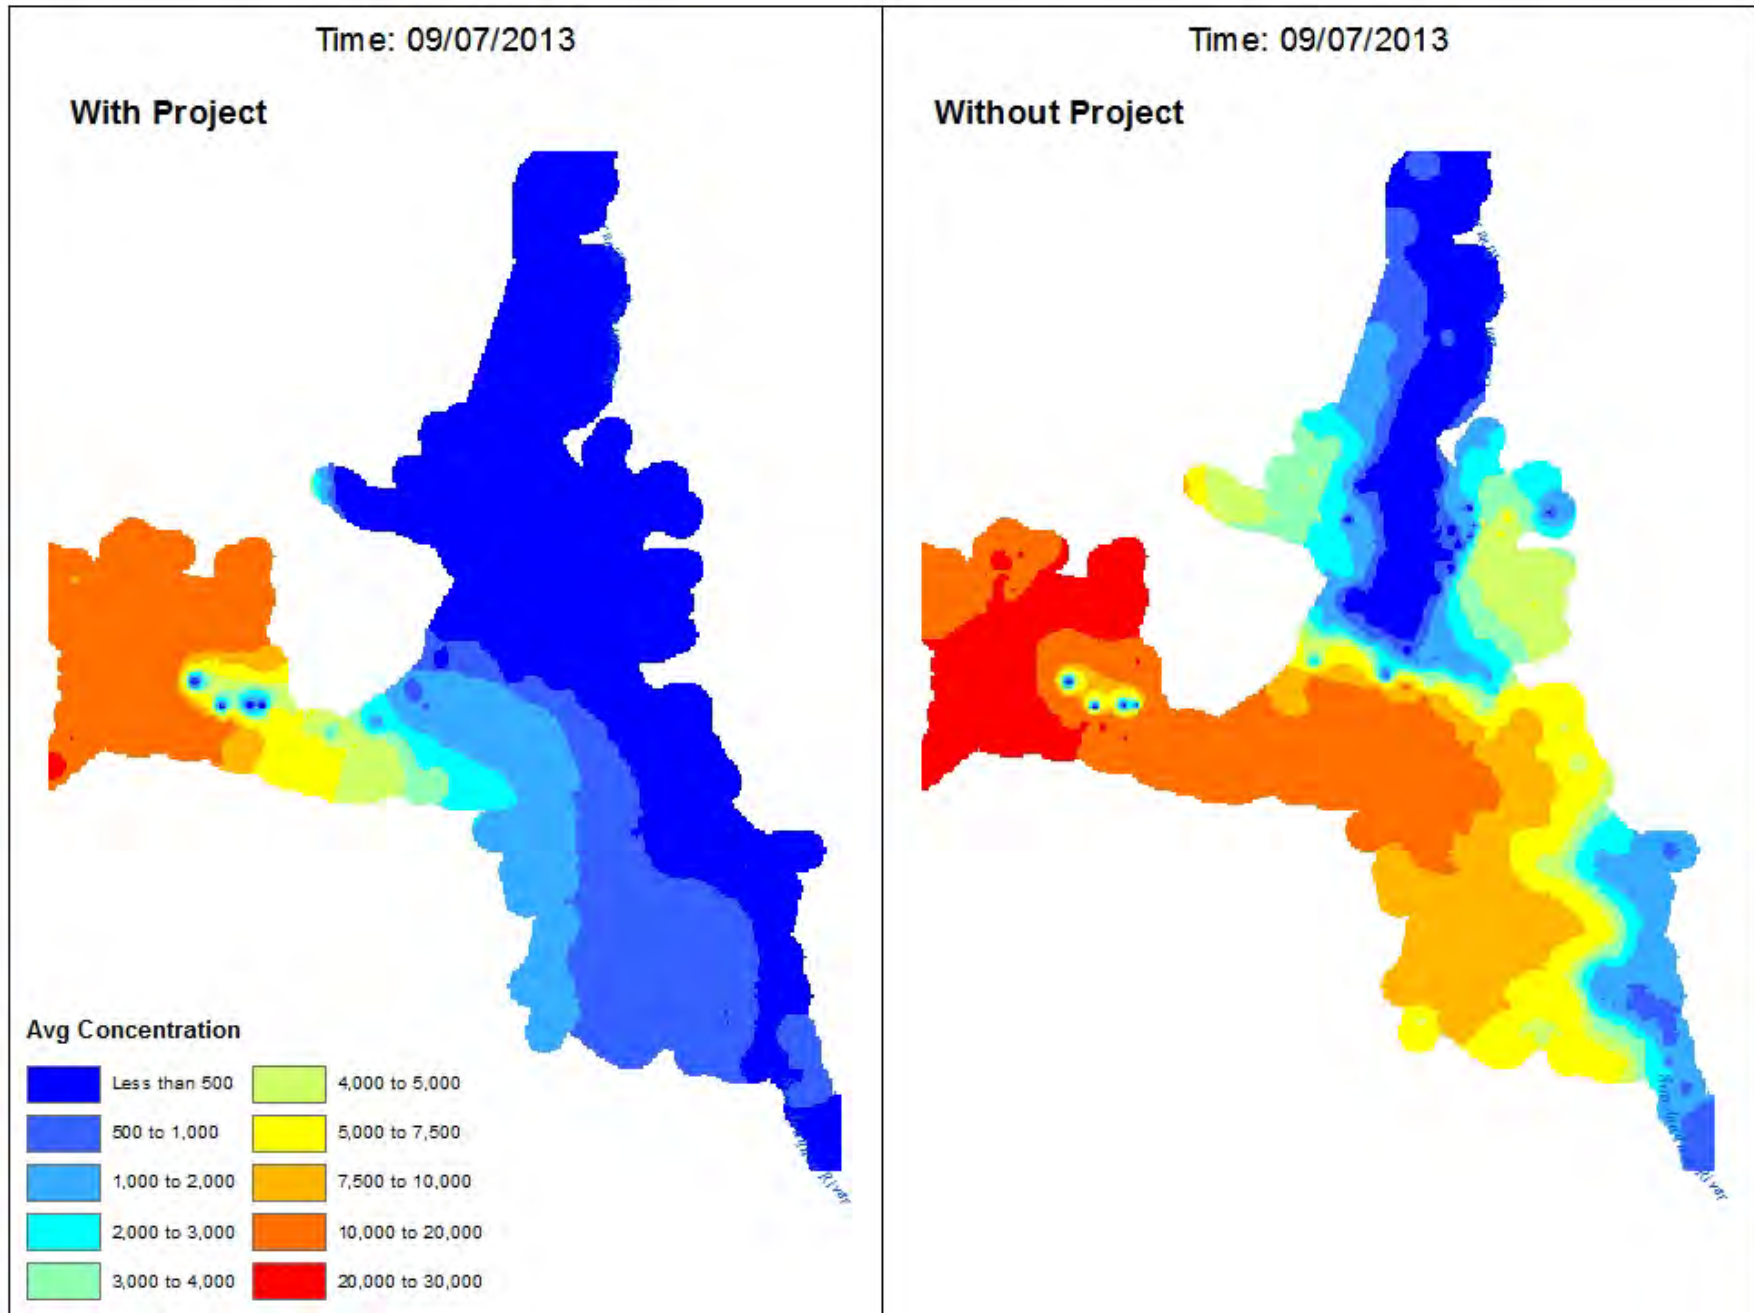 Time: 09/07/2013
With Project
Avg Concentration
Less than 500
500 to 1,000
1,000 to 2,000
2,000 to 3,000
3,000 to 4,000
4,000 to 5,000
5,000 to 7,500
7,500 to 10,000
10,000 to 20,000
20,000 to 30,000
River
Time: 09/07/2013
Without Project
River